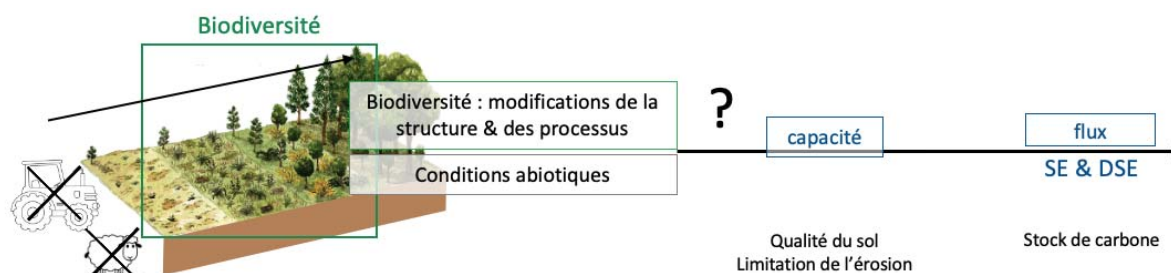 Biodiversité
Biodiversité : modifications de la
structure & des processus
Conditions abiotiques
?
capacité
flux
SE & DSE
Qualité du sol
Limitation de l'érosion
Stock de carbone